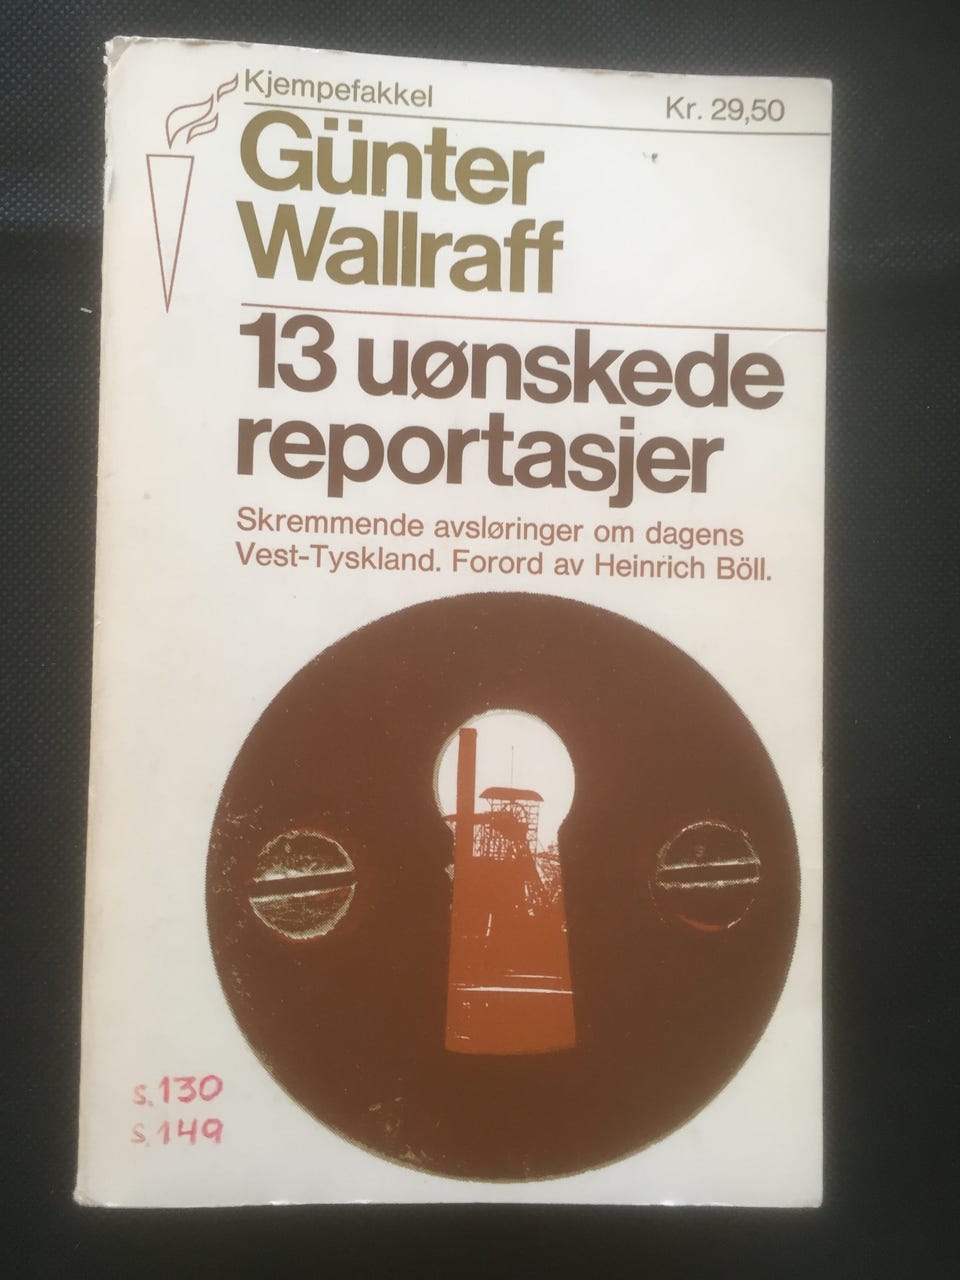 Kjempefakkel
Kr. 29,50
Günter
Wallraff
13 uønskede
reportasjer
Skremmende avsløringer om dagens
Vest-Tyskland. Forord av Heinrich Böll.
s.130
s.149